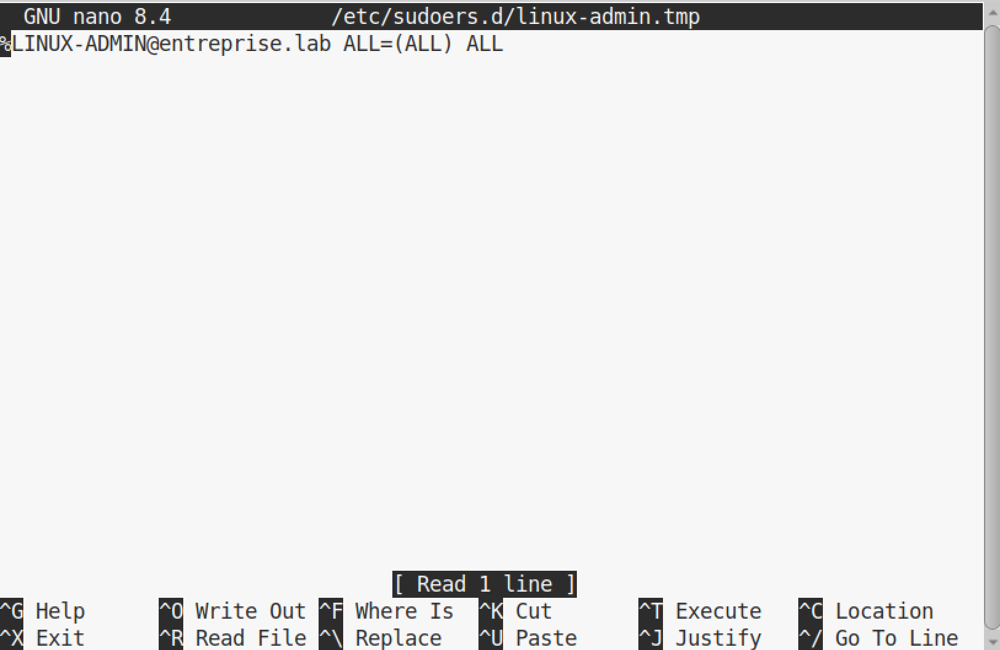 GNU nano 8.4 /etc/sudoers.d/linux-admin.tmp
%LINUX-ADMIN@entreprise.lab ALL=(ALL) ALL
[ Read 1 line ]
^G Help ^O Write Out ^F Where Is ^K Cut ^T Execute ^C Location
^X Exit ^R Read File ^\ Replace ^U Paste ^J Justify ^/ Go To Line